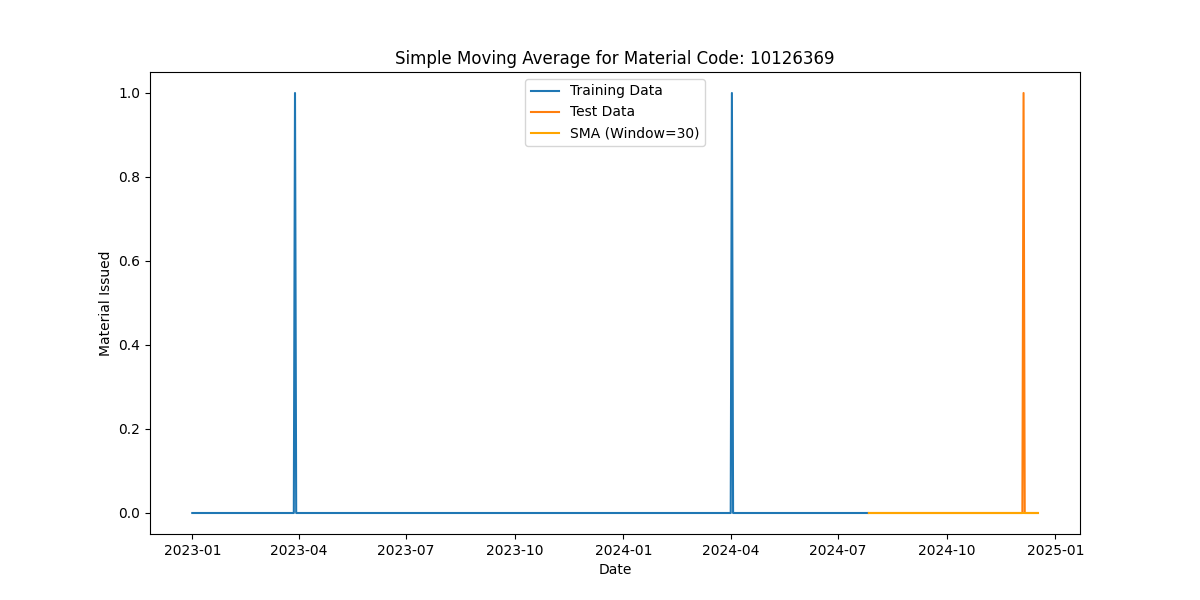 Simple Moving Average for Material Code: 10126369
Training Data
Test Data
SMA (Window=30)
Material Issued
1.0
0.8
0.6
0.4
0.2
0.0
2023-01 2023-04 2023-07 2023-10 2024-01 2024-04 2024-07 2024-10 2025-01
Date